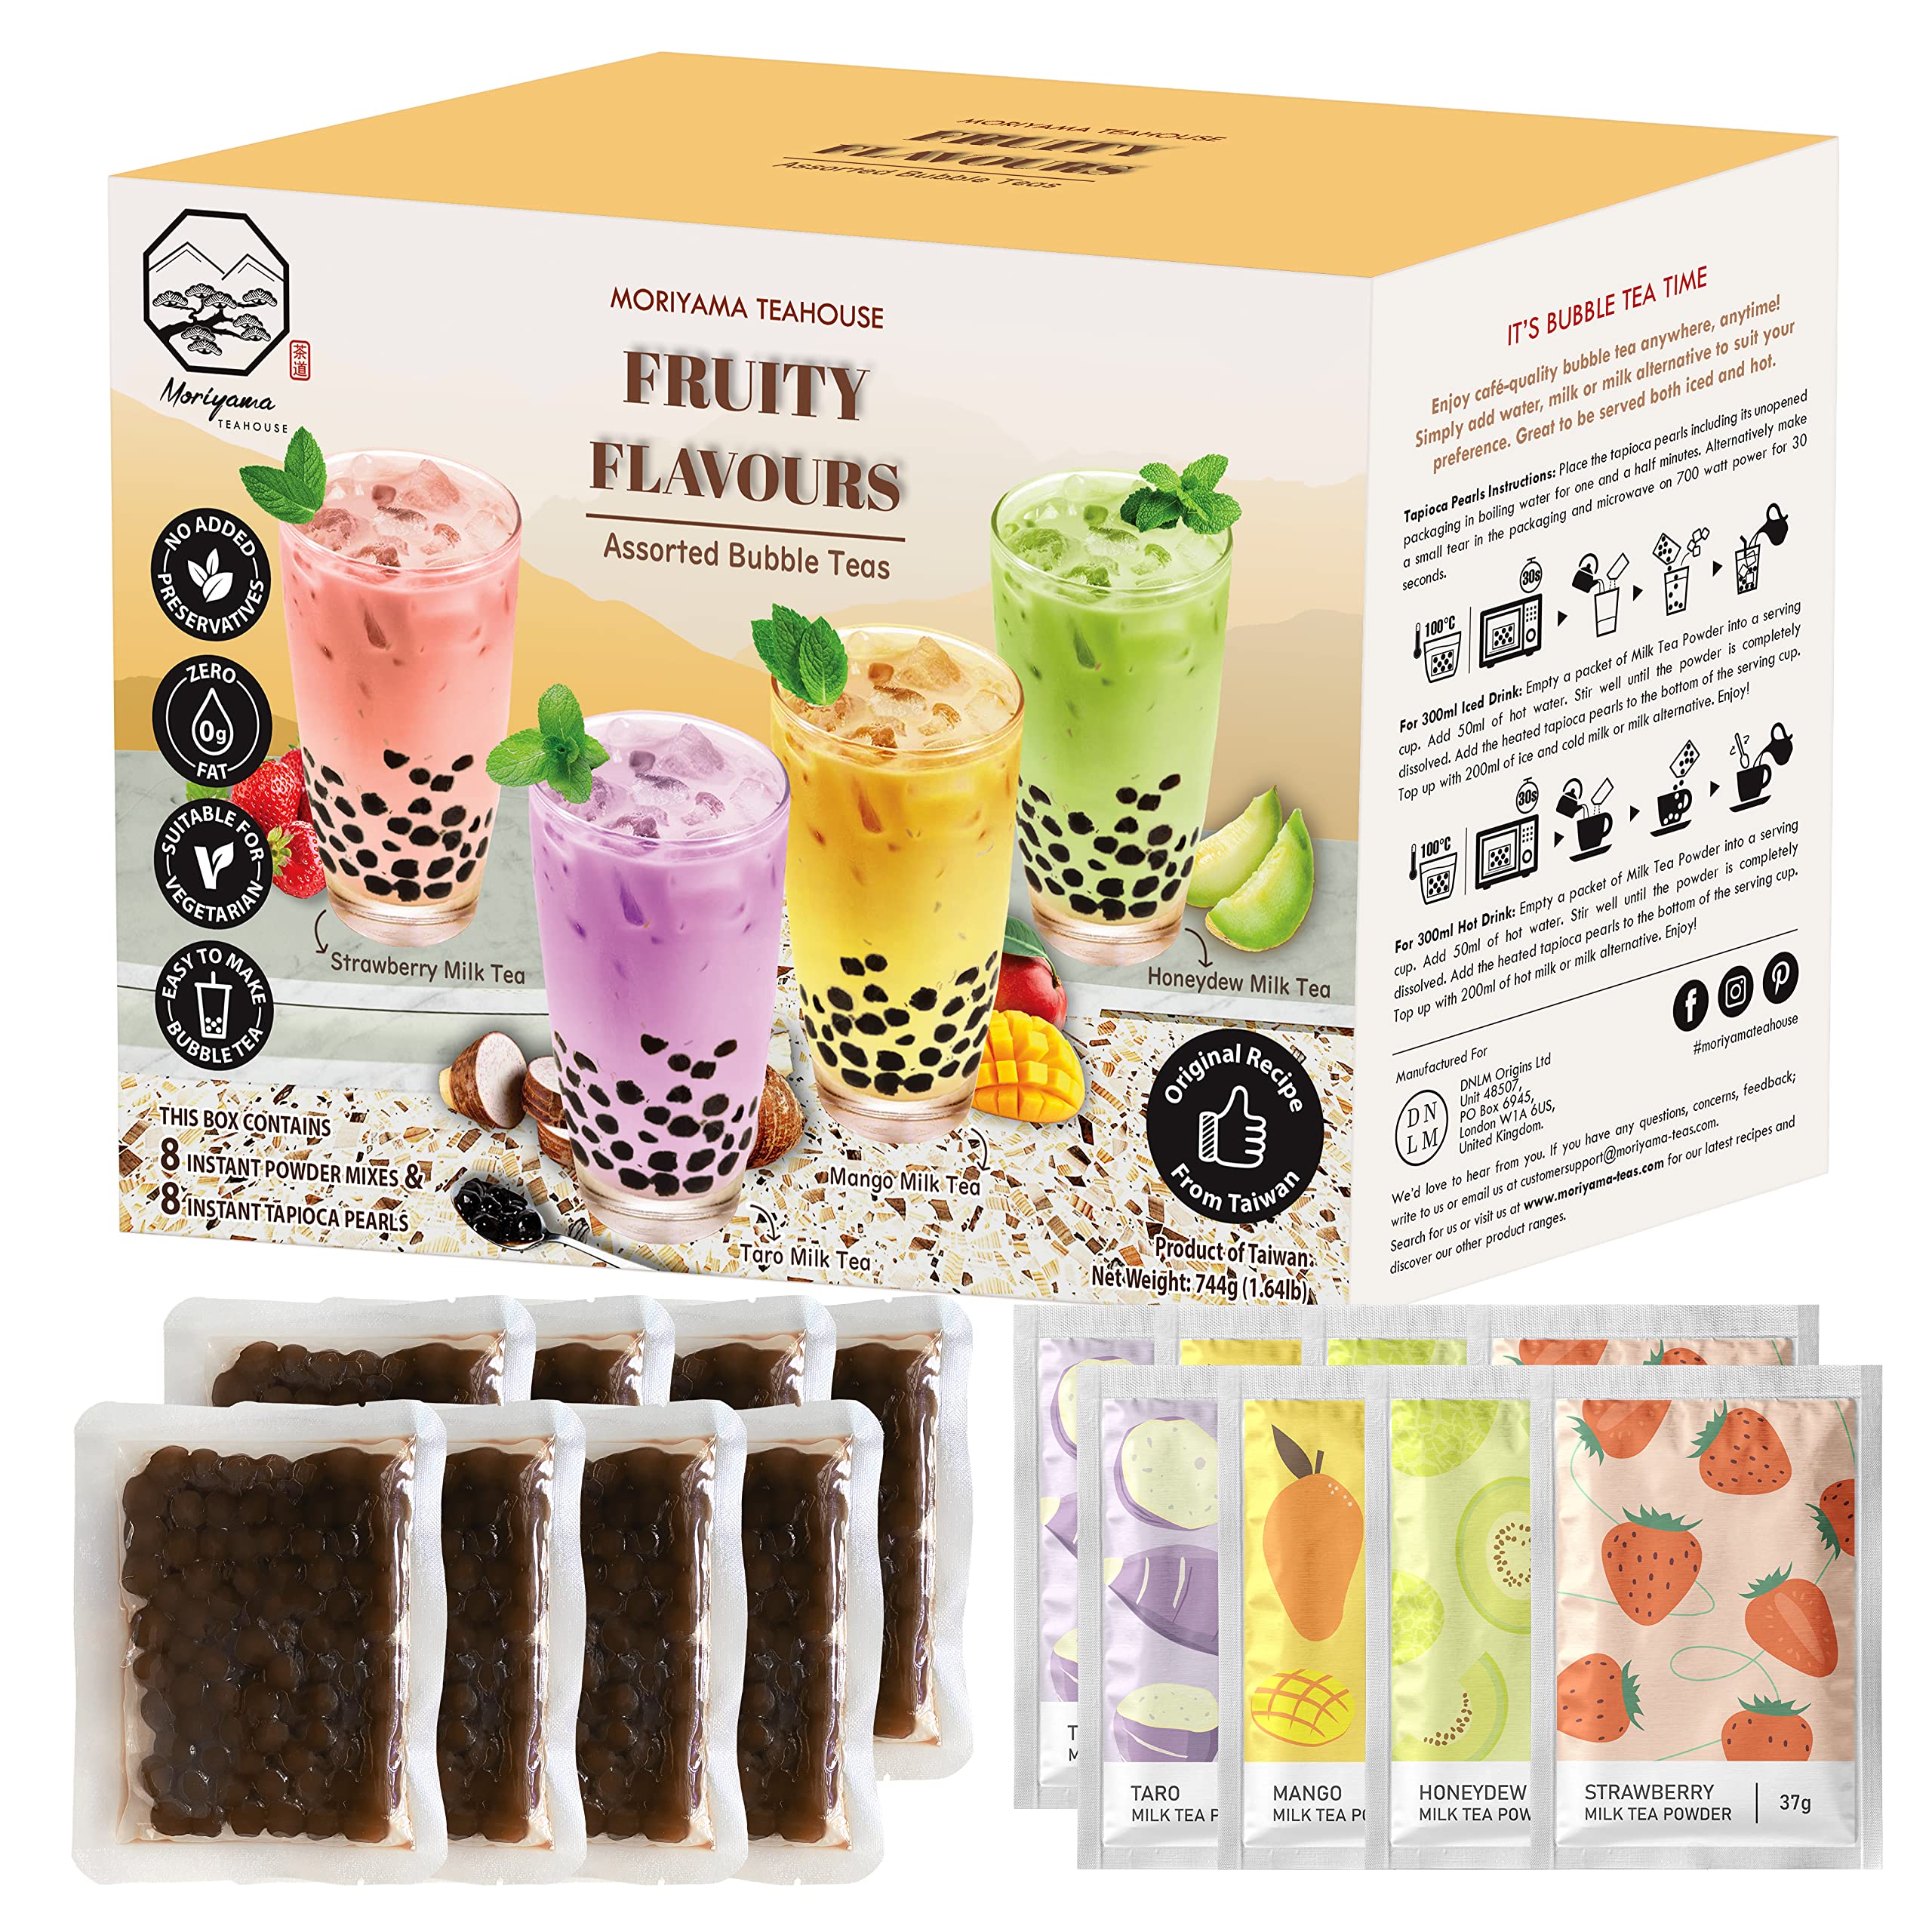 MORIYAMA TEAHOUSE
FRUITY
FLAVOURS
Assorted Bubble Teas
茶道
Moriyama
TEAHOUSE
MORIYAMA TEAHOUSE
FRUITY
FLAVOURS
Assorted Bubble Teas
NO ADDED
PRESERVATIVES
ZERO
0g
FAT
SUITABLE FOR
V
VEGETARIAN
EASY TO MAKE
BUBBLE TEA
Strawberry Milk Tea
Honeydew Milk Tea
Mango Milk Tea
Taro Milk Tea
THIS BOX CONTAINS
8 INSTANT POWDER MIXES &
8 INSTANT TAPIOCA PEARLS
Original Recipe
From Taiwan
Product of Taiwan.
Net Weight: 744g (1.64lb)
IT'S BUBBLE TEA TIME
Enjoy café-quality bubble tea anywhere, anytime!
Simply add water, milk or milk alternative to suit your
preference. Great to be served both iced and hot.
Tapioca Pearls Instructions: Place the tapioca pearls including its unopened
packaging in boiling water for one and a half minutes. Alternatively make
a small tear in the packaging and microwave on 700 watt power for 30
seconds.
100°C
30s
For 300ml Iced Drink: Empty a packet of Milk Tea Powder into a serving
cup. Add 50ml of hot water. Stir well until the powder is completely
dissolved. Add the heated tapioca pearls to the bottom of the serving cup.
Top up with 200ml of ice and cold milk or milk alternative. Enjoy!
100°C
30s
For 300ml Hot Drink: Empty a packet of Milk Tea Powder into a serving
cup. Add 50ml of hot water. Stir well until the powder is completely
dissolved. Add the heated tapioca pearls to the bottom of the serving cup.
Top up with 200ml of hot milk or milk alternative. Enjoy!
#moriyamateahouse
Manufactured For
DN
LM
DNLM Origins Ltd
Unit 48507,
PO Box 6945,
London W1A 6US,
United Kingdom.
We'd love to hear from you. If you have any questions, concerns, feedback;
write to us or email us at customersupport@moriyama-teas.com.
Search for us or visit us at www.moriyama-teas.com for our latest recipes and
discover our other product ranges.
T
M
TARO
MILK TEA P
MANGO
MILK TEA PO
HONEYDEW
MILK TEA POW
STRAWBERRY
MILK TEA POWDER
37g